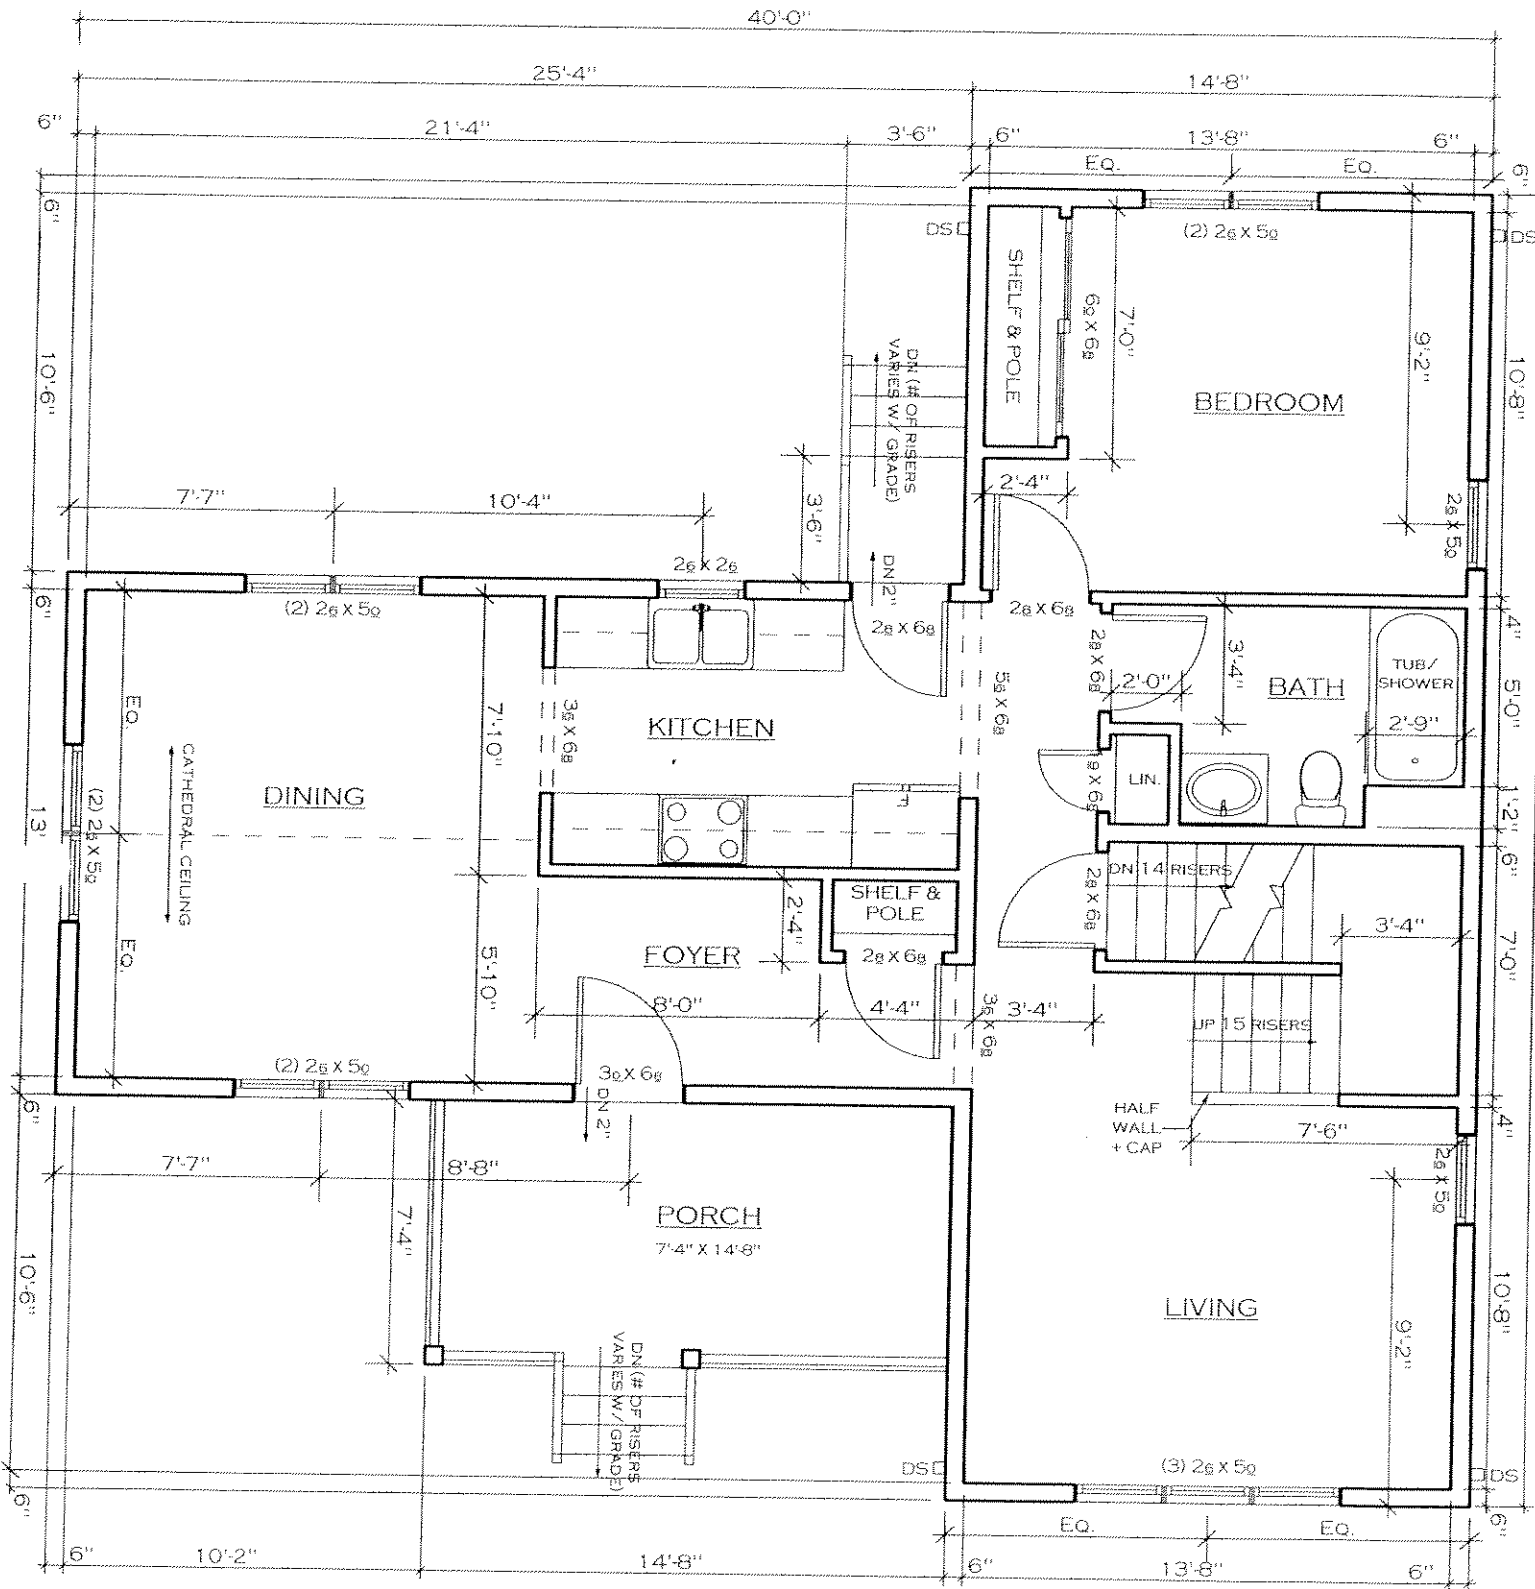 40'-0"
25'-4"
14'-8"
6"
21'-4"
3'-6"
6"
13'-8"
6"
EQ.
EQ.
6"
6"
DS
(2) 26 X 50
DS
SHELF & POLE
60 X 68
7'-0"
9'-2"
10'-8"
10'-6"
BEDROOM
DN (# OF RISERS
VARIES W/ GRADE)
2'-4"
26 X 50
7'-7"
10'-4"
3'-6"
26 X 26
DN 2"
6"
(2) 26 X 50
28 X 68
28 X 68
28 X 68
4"
3'-4"
TUB/
SHOWER
2'-0"
BATH
5'-0"
EQ.
7'-10"
36 X 68
KITCHEN
56 X 68
2'-9"
CATHEDRAL CEILING
(2) 26 X 50
DINING
LIN.
F
1'-2"
13'
DN 14 RISERS
6"
28 X 68
SHELF &
POLE
2'-4"
3'-4"
7'-0"
EQ.
5'-10"
FOYER
28 X 68
8'-0"
4'-4"
36 X 68
3'-4"
UP 15 RISERS
(2) 26 X 50
30 X 68
DN 2"
6"
HALF
WALL
+ CAP
7'-6"
4"
26 X 50
7'-7"
8'-8"
7'-4"
PORCH
7'-4" X 14'-8"
10'-6"
LIVING
10'-8"
9'-2"
DN (# OF RISERS
VARIES W/ GRADE)
DS
(3) 26 X 50
DS
6"
6"
EQ.
EQ.
6"
10'-2"
14'-8"
6"
13'-8"
6"